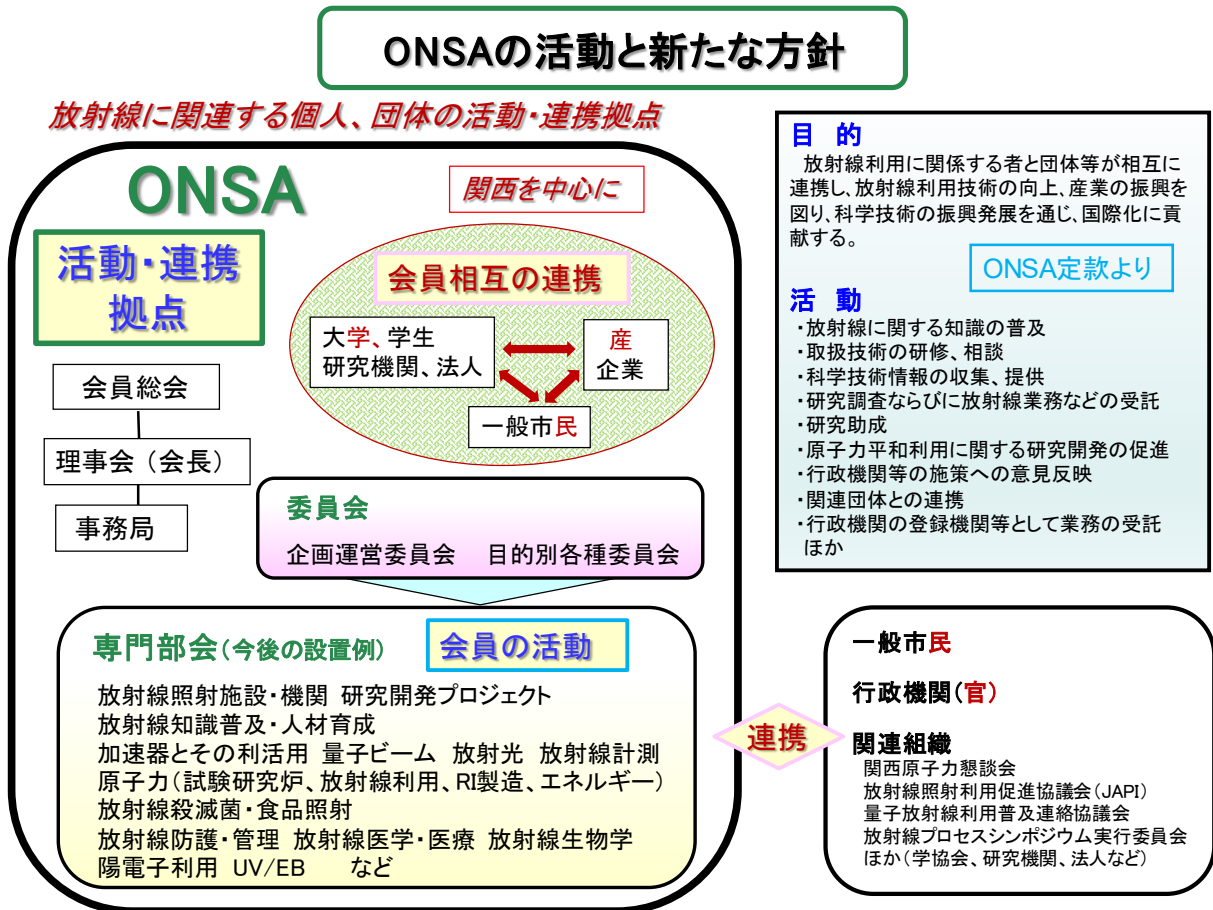 ONSAの活動と新たな方針
放射線に関連する個人、団体の活動・連携拠点
ONSA
関西を中心に
活動・連携
拠点
会員相互の連携
大学、学生
研究機関、法人
産
企業
一般市民
会員総会
理事会（会長）
事務局
委員会
企画運営委員会 目的別各種委員会
専門部会(今後の設置例)
会員の活動
放射線照射施設・機関 研究開発プロジェクト
放射線知識普及・人材育成
加速器とその利活用 量子ビーム 放射光 放射線計測
原子力(試験研究炉、放射線利用、RI製造、エネルギー)
放射線殺滅菌・食品照射
放射線防護・管理 放射線医学・医療 放射線生物学
陽電子利用 UV/EB など
目 的
放射線利用に関係する者と団体等が相互に
連携し、放射線利用技術の向上、産業の振興を
図り、科学技術の振興発展を通じ、国際化に貢
献する。
ONSA定款より
活 動
・放射線に関する知識の普及
・取扱技術の研修、相談
・科学技術情報の収集、提供
・研究調査ならびに放射線業務などの受託
・研究助成
・原子力平和利用に関する研究開発の促進
・行政機関等の施策への意見反映
・関連団体との連携
・行政機関の登録機関等として業務の受託
ほか
連携
一般市民
行政機関(官)
関連組織
関西原子力懇談会
放射線照射利用促進協議会(JAPI)
量子放射線利用普及連絡協議会
放射線プロセスシンポジウム実行委員会
ほか(学協会、研究機関、法人など)